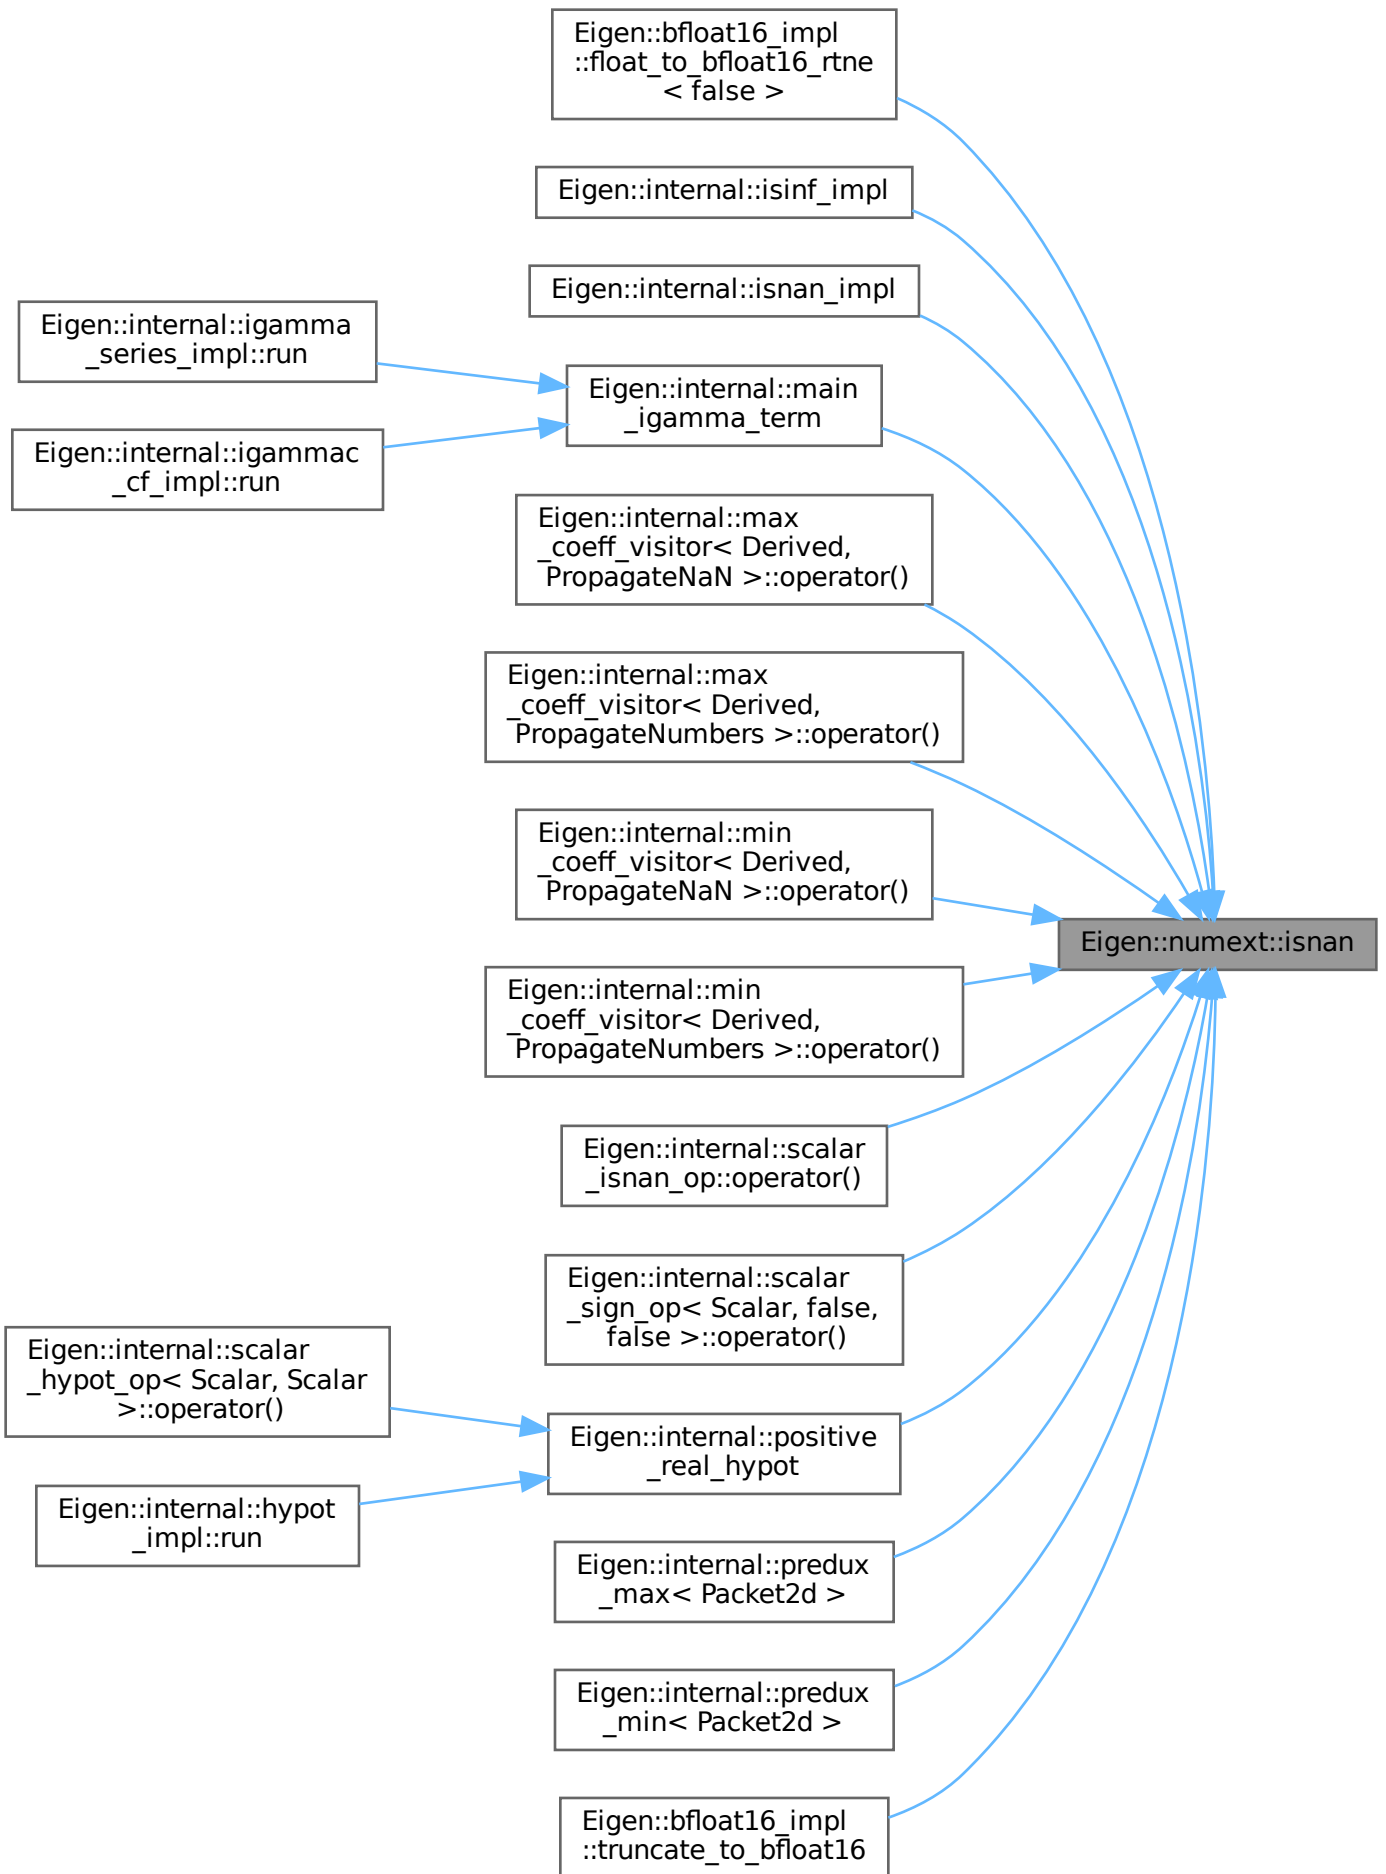 Eigen::bfloat16_impl
::float_to_bfloat16_rtne
< false >
Eigen::internal::isinf_impl
Eigen::internal::isnan_impl
Eigen::internal::igamma
_series_impl::run
Eigen::internal::main
_igamma_term
Eigen::internal::igammac
_cf_impl::run
Eigen::internal::max
_coeff_visitor< Derived,
PropagateNaN >::operator()
Eigen::internal::max
_coeff_visitor< Derived,
PropagateNumbers >::operator()
Eigen::internal::min
_coeff_visitor< Derived,
PropagateNaN >::operator()
Eigen::numext::isnan
Eigen::internal::min
_coeff_visitor< Derived,
PropagateNumbers >::operator()
Eigen::internal::scalar
_isnan_op::operator()
Eigen::internal::scalar
_sign_op< Scalar, false,
false >::operator()
Eigen::internal::scalar
_hypot_op< Scalar, Scalar
>::operator()
Eigen::internal::positive
_real_hypot
Eigen::internal::hypot
_impl::run
Eigen::internal::predux
_max< Packet2d >
Eigen::internal::predux
_min< Packet2d >
Eigen::bfloat16_impl
::truncate_to_bfloat16